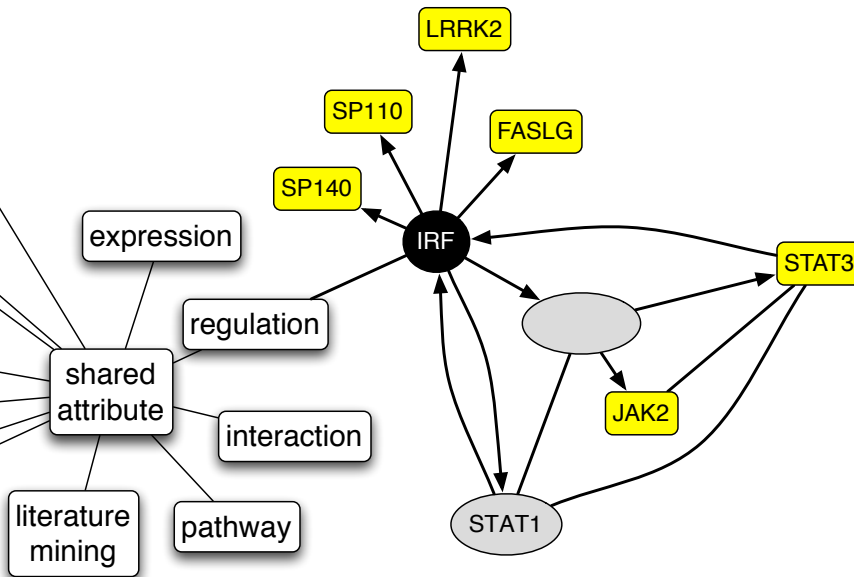 LRRK2
SP110
FASLG
SP140
IRF
expression
STAT3
regulation
shared
attribute
JAK2
interaction
literature
mining
pathway
STAT1